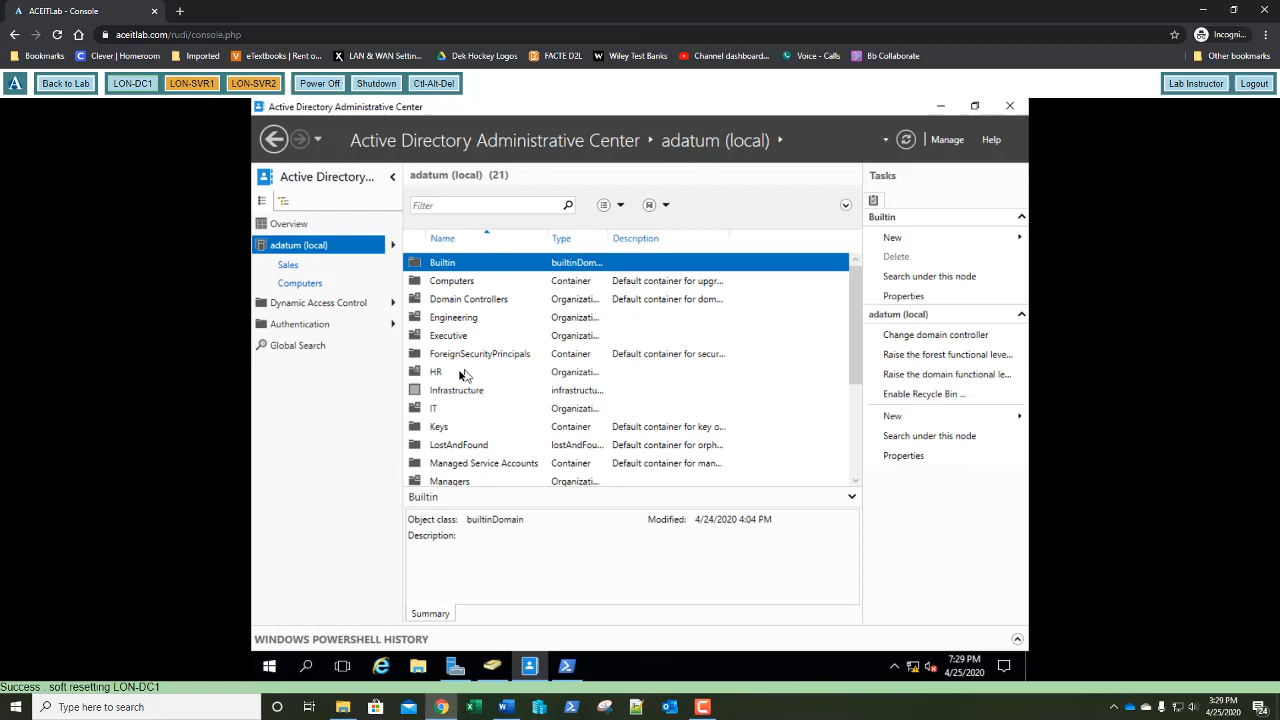 ACEITLab - Console
Incogni...
aceitlab.com/rudi/console.php
Bookmarks
Clever | Homeroom
Imported
eTextbooks | Rent o...
LAN & WAN Setting...
Dek Hockey Logos
FACTE D2L
Wiley Test Banks
Channel dashboard...
Voice - Calls
Bb Collaborate
Other bookmarks
Back to Lab
LON-DC1
LON-SVR1
LON-SVR2
Power Off
Shutdown
Ctl-Alt-Del
Lab Instructor
Logout
Active Directory Administrative Center
Active Directory Administrative Center
adatum (local)
Manage
Help
Active Directory...
Overview
adatum (local)
Sales
Computers
Dynamic Access Control
Authentication
Global Search
adatum (local) (21)
Filter
Name Type Description
Builtin builtinDom...
Computers Container Default container for upgr...
Domain Controllers Organizati... Default container for dom...
Engineering Organizati...
Executive Organizati...
ForeignSecurityPrincipals Container Default container for secur...
HR Organizati...
Infrastructure infrastructu...
IT Organizati...
Keys Container Default container for key o...
LostAndFound lostAndFou... Default container for orph...
Managed Service Accounts Container Default container for man...
Managers Organizati...
Builtin
Object class: builtinDomain Modified: 4/24/2020 4:04 PM
Description:
Summary
Tasks
Builtin
New
Delete
Search under this node
Properties
adatum (local)
Change domain controller
Raise the forest functional leve...
Raise the domain functional le...
Enable Recycle Bin ...
New
Search under this node
Properties
WINDOWS POWERSHELL HISTORY
7:29 PM
4/25/2020
Success : soft resetting LON-DC1
Type here to search
3:29 PM
4/25/2020
24